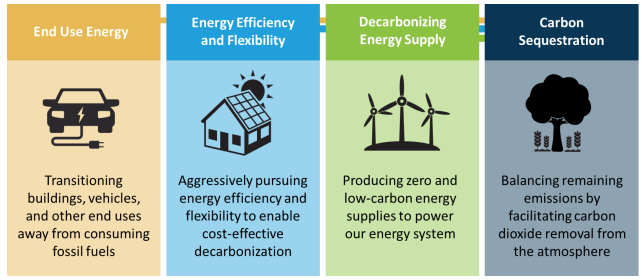 End Use Energy
Transitioning
buildings, vehicles,
and other end uses
away from consuming
fossil fuels
Energy Efficiency
and Flexibility
Aggressively pursuing
energy efficiency and
flexibility to enable
cost-effective
decarbonization
Decarbonizing
Energy Supply
Producing zero and
low-carbon energy
supplies to power
our energy system
Carbon
Sequestration
Balancing remaining
emissions by
facilitating carbon
dioxide removal from
the atmosphere